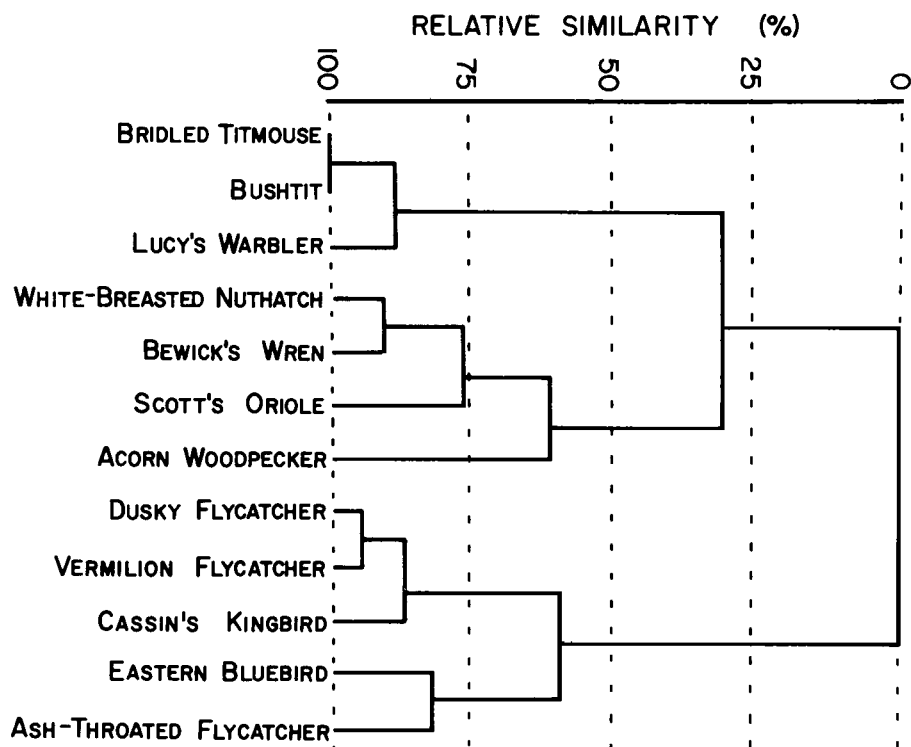 RELATIVE SIMILARITY (%)
100 75 50 25 0
BRIDLED TITMOUSE
BUSHTIT
LUCY'S WARBLER
WHITE-BREASTED NUTHATCH
BEWICK'S WREN
SCOTT'S ORIOLE
ACORN WOODPECKER
DUSKY FLYCATCHER
VERMILION FLYCATCHER
CASSIN'S KINGBIRD
EASTERN BLUEBIRD
ASH-THROATED FLYCATCHER